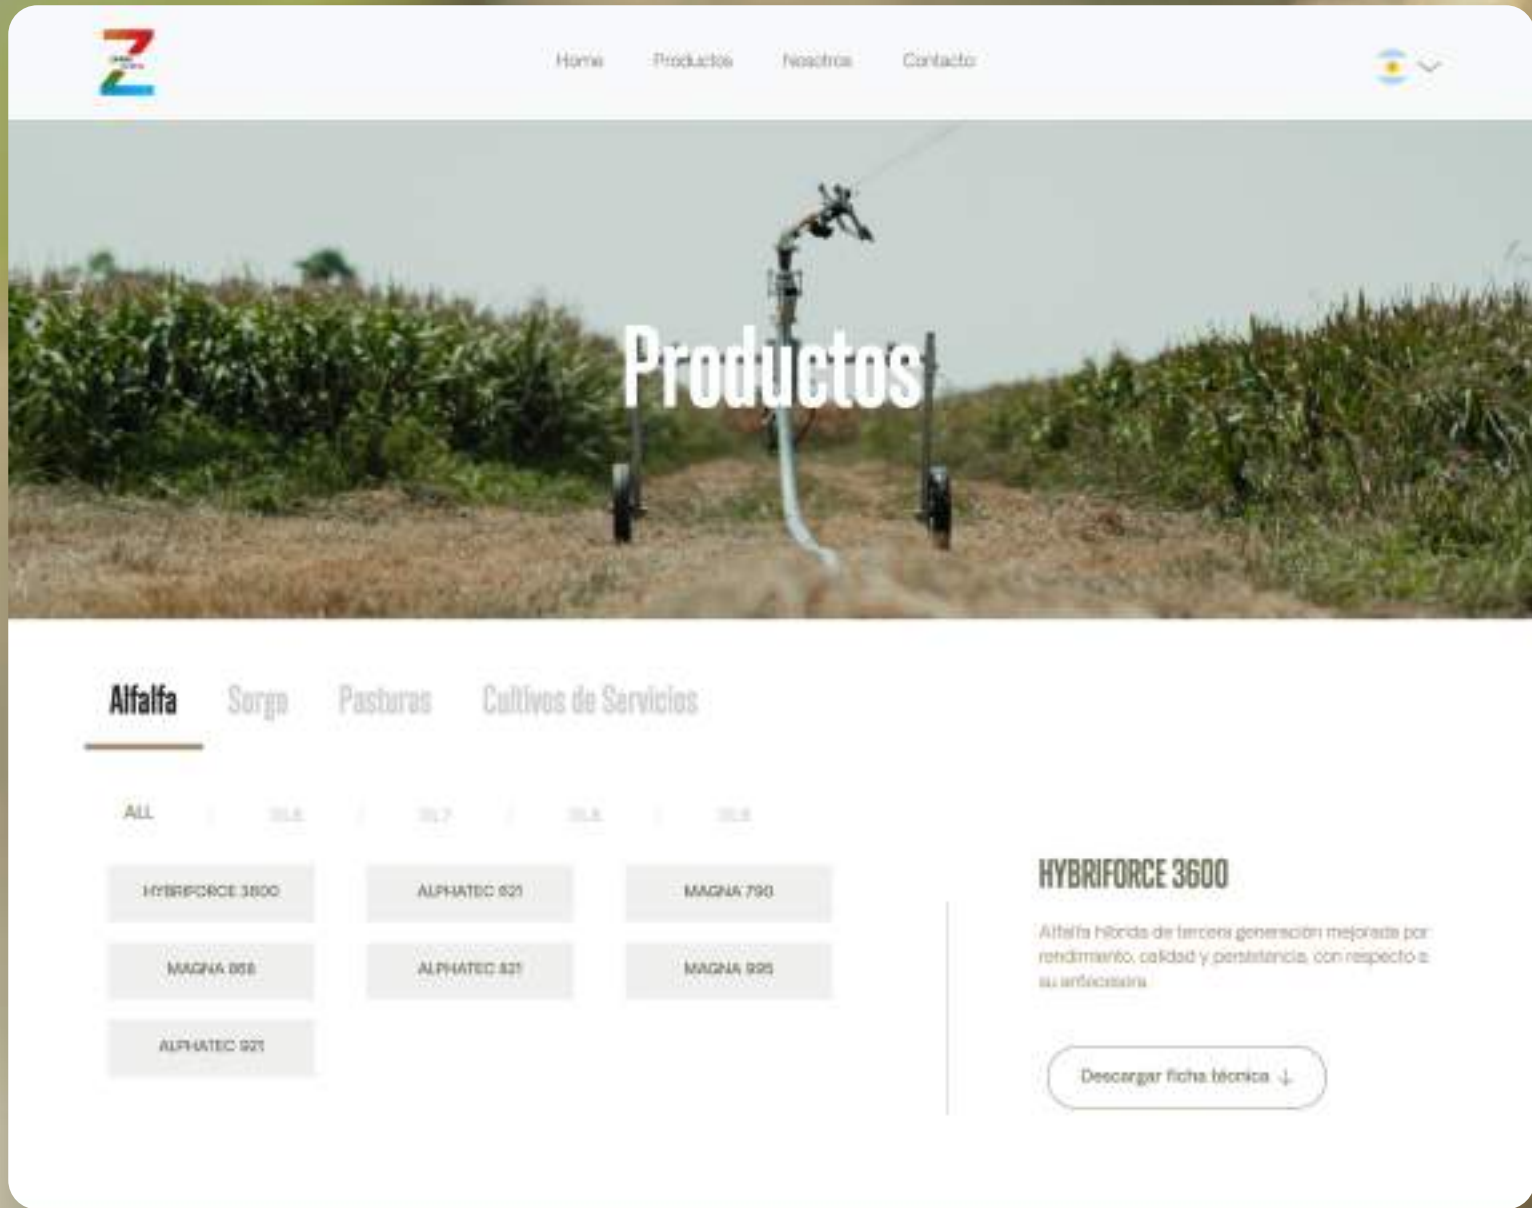 Home
Productos
Nosotros
Contacto
Productos
Alfalfa
Sorgo
Pasturas
Cultivos de Servicios
ALL
HYBRIFORCE 3600
ALPHATEC 621
MAGNA 790
MAGNA 868
ALPHATEC 821
MAGNA 995
ALPHATEC 921
HYBRIFORCE 3600
Alfalfa híbrida de tercera generación mejorada por
rendimiento, calidad y persistencia, con respecto a
su antecesora
Descargar ficha técnica ↓